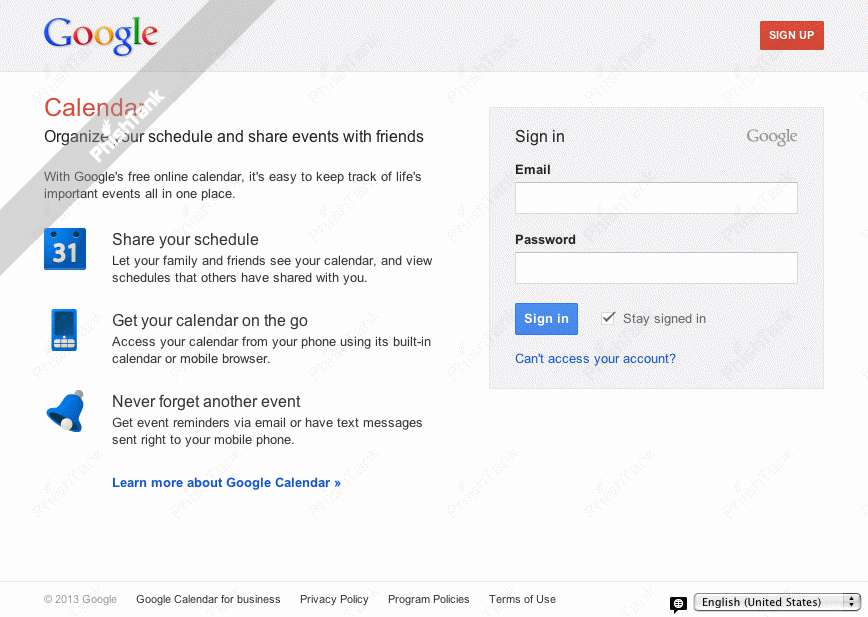 Google
SIGN UP
PhishTank
Calendar
Organize your schedule and share events with friends
With Google's free online calendar, it's easy to keep track of life's
important events all in one place.
31
Share your schedule
Let your family and friends see your calendar, and view
schedules that others have shared with you.
Get your calendar on the go
Access your calendar from your phone using its built-in
calendar or mobile browser.
Never forget another event
Get event reminders via email or have text messages
sent right to your mobile phone.
Learn more about Google Calendar »
Sign in
Google
Email
Password
Sign in
Stay signed in
Can't access your account?
© 2013 Google
Google Calendar for business
Privacy Policy
Program Policies
Terms of Use
English (United States)